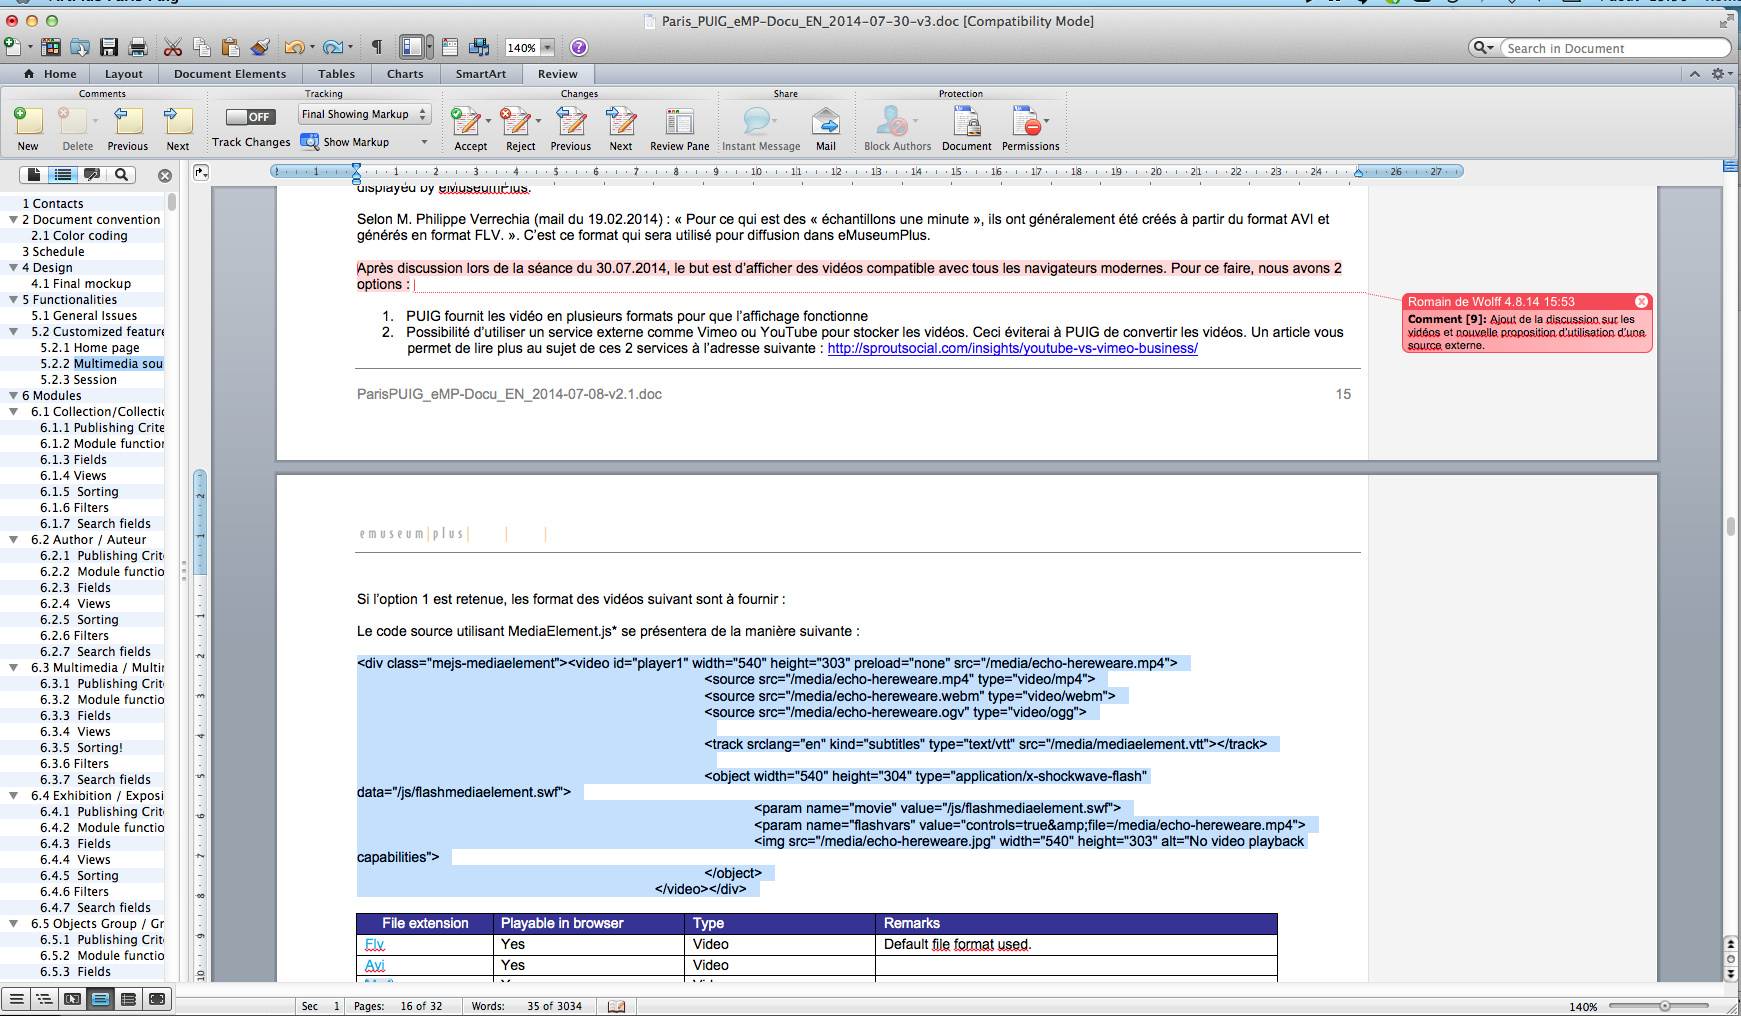 Paris_PUIG_eMP-Docu_EN_2014-07-30-v3.doc [Compatibility Mode]
140%
Search in Document
Home Layout Document Elements Tables Charts SmartArt Review
Comments Tracking Changes Share Protection
OFF Final Showing Markup
New Delete Previous Next Track Changes Show Markup Accept Reject Previous Next Review Pane Instant Message Mail Block Authors Document Permissions
1 Contacts
2 Document convention
2.1 Color coding
3 Schedule
4 Design
4.1 Final mockup
5 Functionalities
5.1 General Issues
5.2 Customized feature
5.2.1 Home page
5.2.2 Multimedia sou
5.2.3 Session
6 Modules
6.1 Collection/Collectio
6.1.1 Publishing Crite
6.1.2 Module function
6.1.3 Fields
6.1.4 Views
6.1.5 Sorting
6.1.6 Filters
6.1.7 Search fields
6.2 Author / Auteur
6.2.1 Publishing Crit
6.2.2 Module functio
6.2.3 Fields
6.2.4 Views
6.2.5 Sorting
6.2.6 Filters
6.2.7 Search fields
6.3 Multimedia / Multir
6.3.1 Publishing Crit
6.3.2 Module functio
6.3.3 Fields
6.3.4 Views
6.3.5 Sorting!
6.3.6 Filters
6.3.7 Search fields
6.4 Exhibition / Exposi
6.4.1 Publishing Crit
6.4.2 Module functio
6.4.3 Fields
6.4.4 Views
6.4.5 Sorting
6.4.6 Filters
6.4.7 Search fields
6.5 Objects Group / Gr
6.5.1 Publishing Crit
6.5.2 Module functio
6.5.3 Fields
displayed by eMuseumPlus.
Selon M. Philippe Verrechia (mail du 19.02.2014) : « Pour ce qui est des « échantillons une minute », ils ont généralement été créés à partir du format AVI et
générés en format FLV. ». C'est ce format qui sera utilisé pour diffusion dans eMuseumPlus.
Après discussion lors de la séance du 30.07.2014, le but est d'afficher des vidéos compatible avec tous les navigateurs modernes. Pour ce faire, nous avons 2
options :
1. PUIG fournit les vidéo en plusieurs formats pour que l'affichage fonctionne
2. Possibilité d'utiliser un service externe comme Vimeo ou YouTube pour stocker les vidéos. Ceci éviterai à PUIG de convertir les vidéos. Un article vous
permet de lire plus au sujet de ces 2 services à l'adresse suivante : http://sproutsocial.com/insights/youtube-vs-vimeo-business/
Romain de Wolff 4.8.14 15:53
Comment [9]: Ajout de la discussion sur les
vidéos et nouvelle proposition d'utilisation d'une
source externe.
ParisPUIG_eMP-Docu_EN_2014-07-08-v2.1.doc 15
emuseum|plus| | |
Si l'option 1 est retenue, les format des vidéos suivant sont à fournir :
Le code source utilisant MediaElement.js* se présentera de la manière suivante :
<div class="mejs-mediaelement"><video id="player1" width="540" height="303" preload="none" src="/media/echo-hereweare.mp4">
<source src="/media/echo-hereweare.mp4" type="video/mp4">
<source src="/media/echo-hereweare.webm" type="video/webm">
<source src="/media/echo-hereweare.ogv" type="video/ogg">
<track srclang="en" kind="subtitles" type="text/vtt" src="/media/mediaelement.vtt"></track>
<object width="540" height="304" type="application/x-shockwave-flash"
data="/js/flashmediaelement.swf">
<param name="movie" value="/js/flashmediaelement.swf">
<param name="flashvars" value="controls=true&amp;file=/media/echo-hereweare.mp4">
<img src="/media/echo-hereweare.jpg" width="540" height="303" alt="No video playback
capabilities">
</object>
</video></div>
File extension Playable in browser Type Remarks
Flv Yes Video Default file format used.
Avi Yes Video
Sec 1 Pages: 16 of 32 Words: 35 of 3034 140%